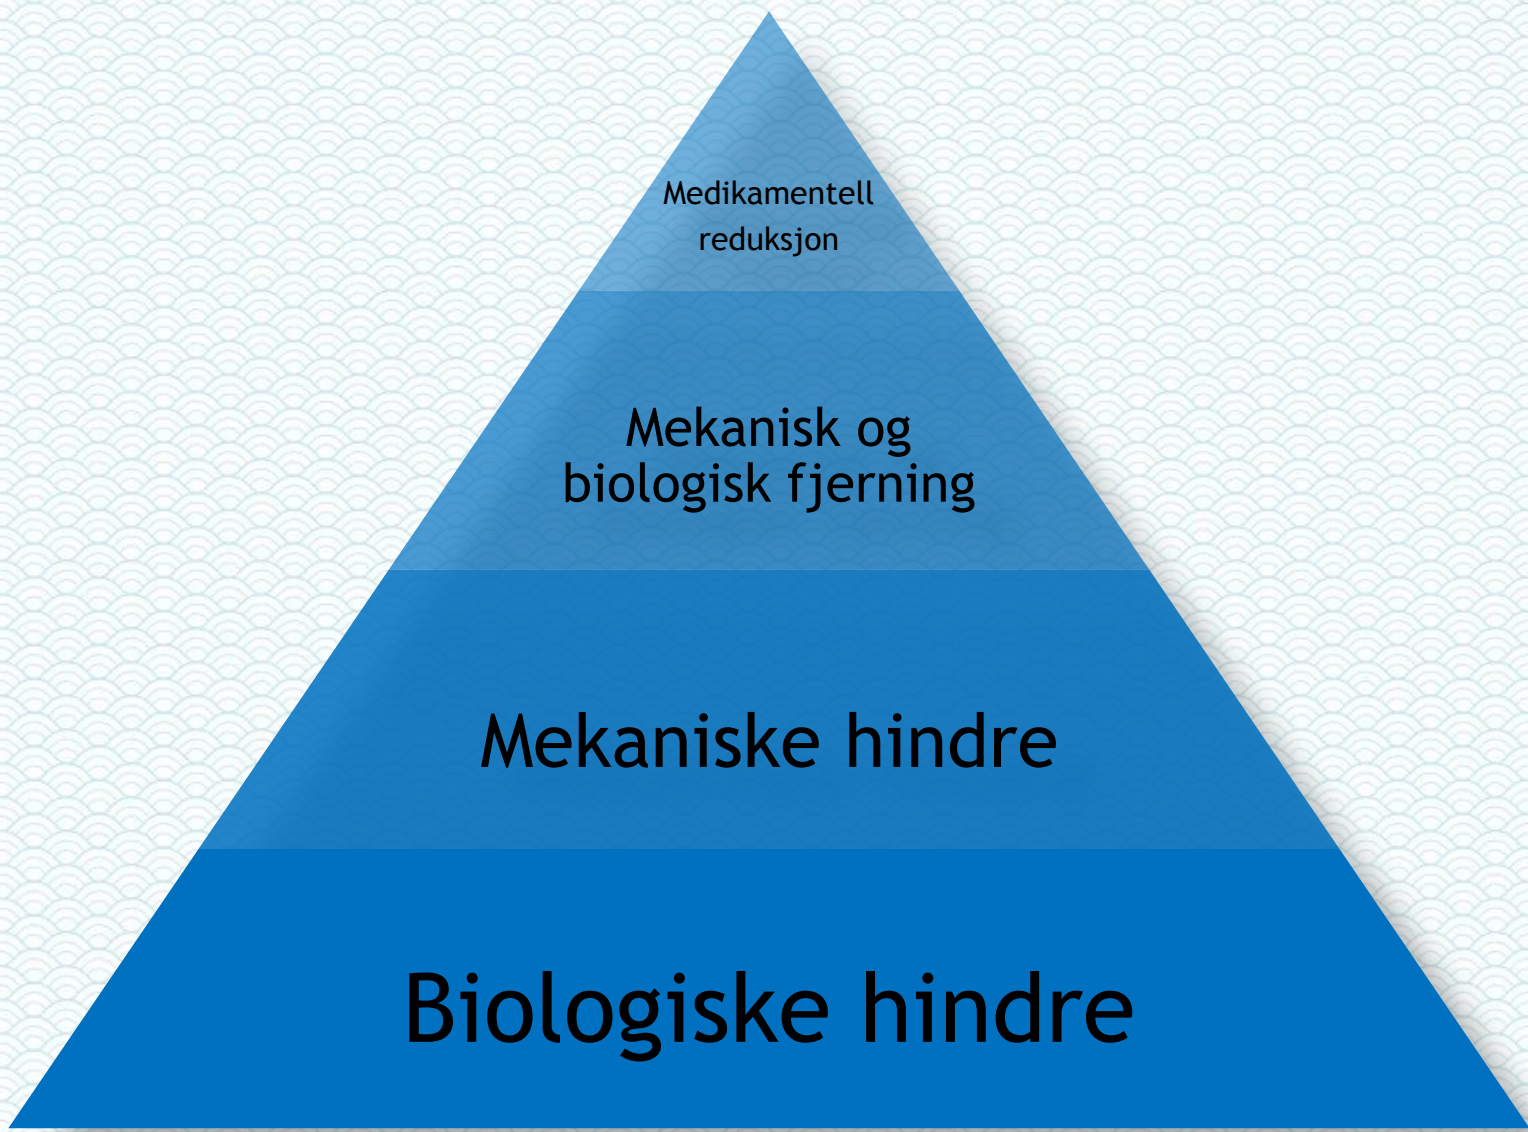 Medikamentell
reduksjon
Mekanisk og
biologisk fjerning
Mekaniske hindre
Biologiske hindre